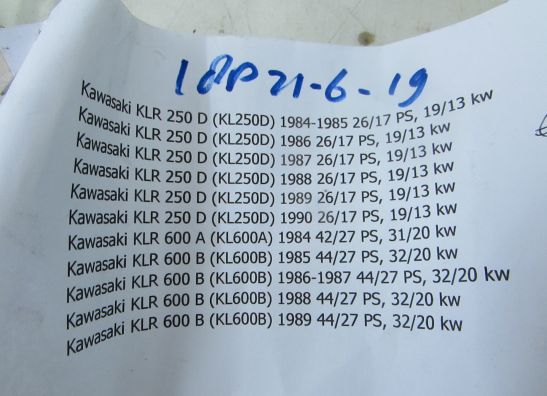 18P 21-6-19
Kawasaki KLR 250 D (KL250D) 1984-1985 26/17 PS, 19/13 kw
Kawasaki KLR 250 D (KL250D) 1986 26/17 PS, 19/13 kw
Kawasaki KLR 250 D (KL250D) 1987 26/17 PS, 19/13 kw
Kawasaki KLR 250 D (KL250D) 1988 26/17 PS, 19/13 kw
Kawasaki KLR 250 D (KL250D) 1989 26/17 PS, 19/13 kw
Kawasaki KLR 250 D (KL250D) 1990 26/17 PS, 19/13 kw
Kawasaki KLR 600 A (KL600A) 1984 42/27 PS, 31/20 kw
Kawasaki KLR 600 B (KL600B) 1985 44/27 PS, 32/20 kw
Kawasaki KLR 600 B (KL600B) 1986-1987 44/27 PS, 32/20 kw
Kawasaki KLR 600 B (KL600B) 1988 44/27 PS, 32/20 kw
Kawasaki KLR 600 B (KL600B) 1989 44/27 PS, 32/20 kw